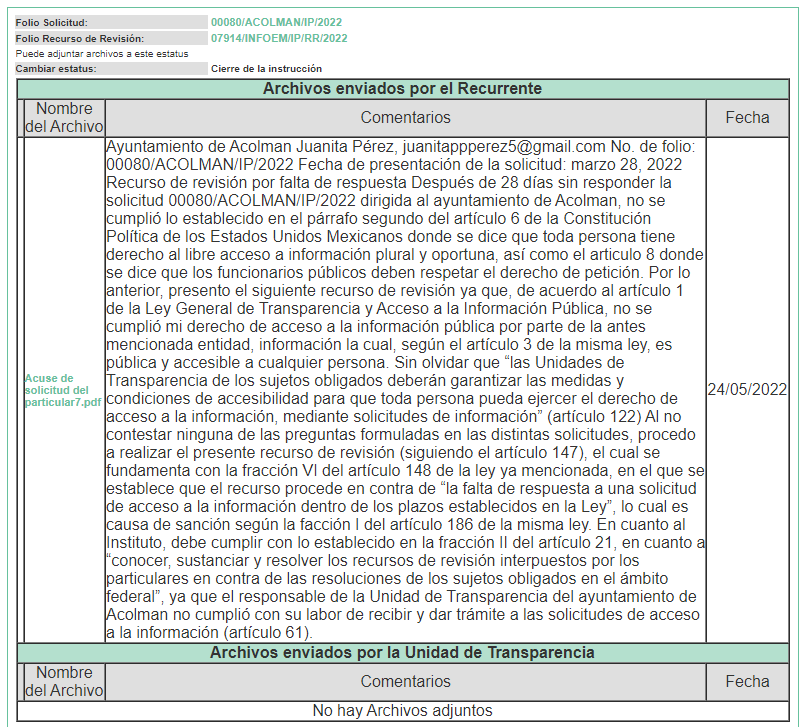 Folio Solicitud: 00080/ACOLMAN/IP/2022
Folio Recurso de Revisión: 07914/INFOEM/IP/RR/2022
Puede adjuntar archivos a este estatus
Cambiar estatus: Cierre de la instrucción
Archivos enviados por el Recurrente
Nombre
del Archivo
Comentarios
Fecha
Acuse de
solicitud del
particular7.pdf
Ayuntamiento de Acolman Juanita Pérez, juanitappperez5@gmail.com No. de folio:
00080/ACOLMAN/IP/2022 Fecha de presentación de la solicitud: marzo 28, 2022
Recurso de revisión por falta de respuesta Después de 28 días sin responder la
solicitud 00080/ACOLMAN/IP/2022 dirigida al ayuntamiento de Acolman, no se
cumplió lo establecido en el párrafo segundo del artículo 6 de la Constitución
Política de los Estados Unidos Mexicanos donde se dice que toda persona tiene
derecho al libre acceso a información plural y oportuna, así como el articulo 8 donde
se dice que los funcionarios públicos deben respetar el derecho de petición. Por lo
anterior, presento el siguiente recurso de revisión ya que, de acuerdo al artículo 1
de la Ley General de Transparencia y Acceso a la Información Pública, no se
cumplió mi derecho de acceso a la información pública por parte de la antes
mencionada entidad, información la cual, según el artículo 3 de la misma ley, es
pública y accesible a cualquier persona. Sin olvidar que “las Unidades de
Transparencia de los sujetos obligados deberán garantizar las medidas y
condiciones de accesibilidad para que toda persona pueda ejercer el derecho de
acceso a la información, mediante solicitudes de información” (artículo 122) Al no
contestar ninguna de las preguntas formuladas en las distintas solicitudes, procedo
a realizar el presente recurso de revisión (siguiendo el artículo 147), el cual se
fundamenta con la fracción VI del artículo 148 de la ley ya mencionada, en el que se
establece que el recurso procede en contra de “la falta de respuesta a una solicitud
de acceso a la información dentro de los plazos establecidos en la Ley”, lo cual es
causa de sanción según la facción I del artículo 186 de la misma ley. En cuanto al
Instituto, debe cumplir con lo establecido en la fracción II del artículo 21, en cuanto a
“conocer, sustanciar y resolver los recursos de revisión interpuestos por los
particulares en contra de las resoluciones de los sujetos obligados en el ámbito
federal”, ya que el responsable de la Unidad de Transparencia del ayuntamiento de
Acolman no cumplió con su labor de recibir y dar trámite a las solicitudes de acceso
a la información (artículo 61).
24/05/2022
Archivos enviados por la Unidad de Transparencia
Nombre
del Archivo
Comentarios
Fecha
No hay Archivos adjuntos